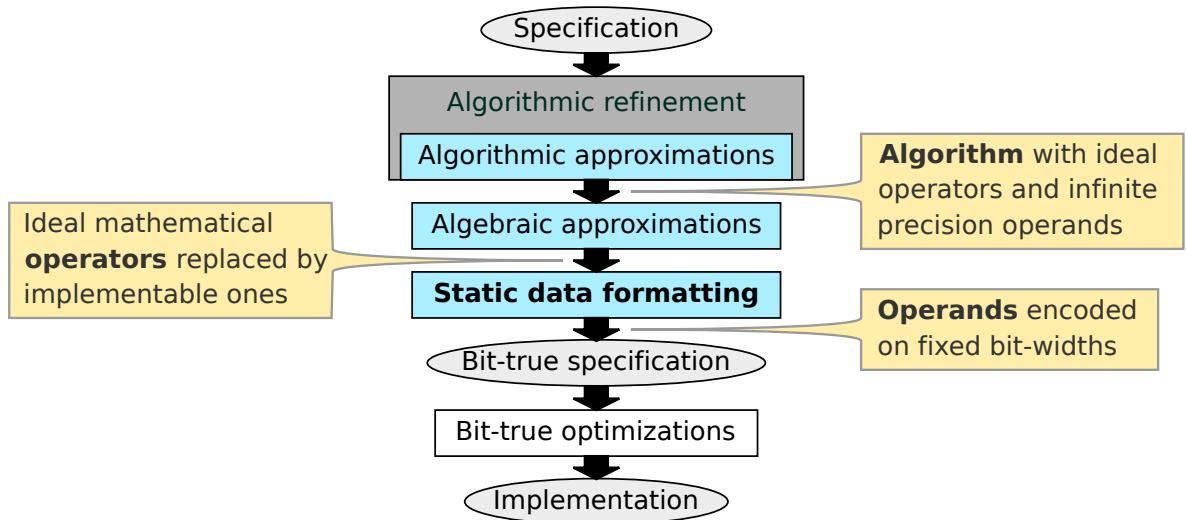 Specification
Algorithmic refinement
Algorithmic approximations
Algorithm with ideal
operators and infinite
precision operands
Algebraic approximations
Ideal mathematical
operators replaced by
implementable ones
Static data formatting
Operands encoded
on fixed bit-widths
Bit-true specification
Bit-true optimizations
Implementation